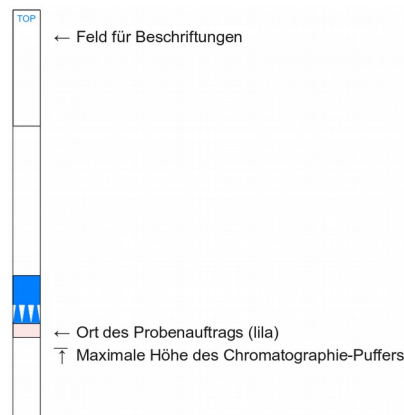 TOP
← Feld für Beschriftungen
← Ort des Probenauftrags (lila)
↑ Maximale Höhe des Chromatographie-Puffers